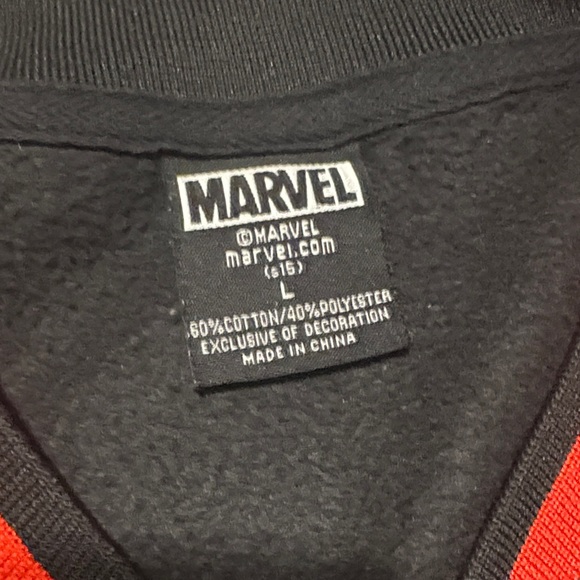 MARVEL
©MARVEL
marvel.com
(s15)
L
60%COTTON/40%POLYESTER
EXCLUSIVE OF DECORATION
MADE IN CHINA